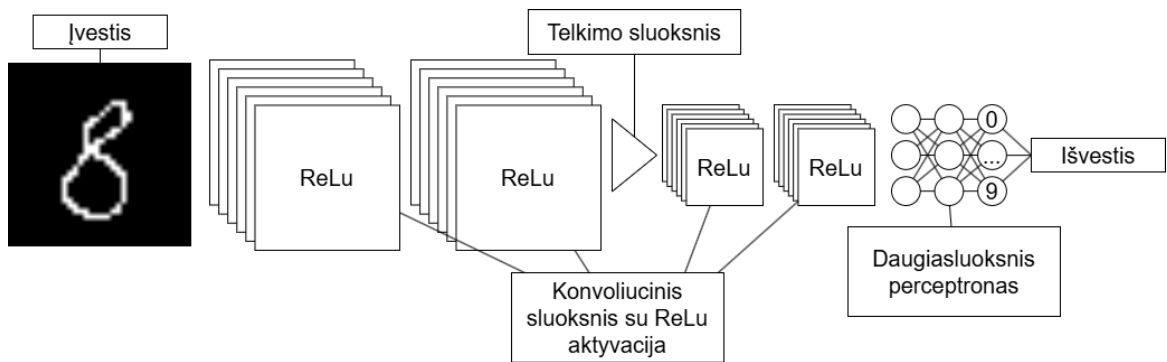 Įvestis
Telkimo sluoksnis
ReLu
ReLu
ReLu
ReLu
0
...
9
Išvestis
Konvoliucinis
sluoksnis su ReLu
aktyvacija
Daugiasluoksnis
perceptronas